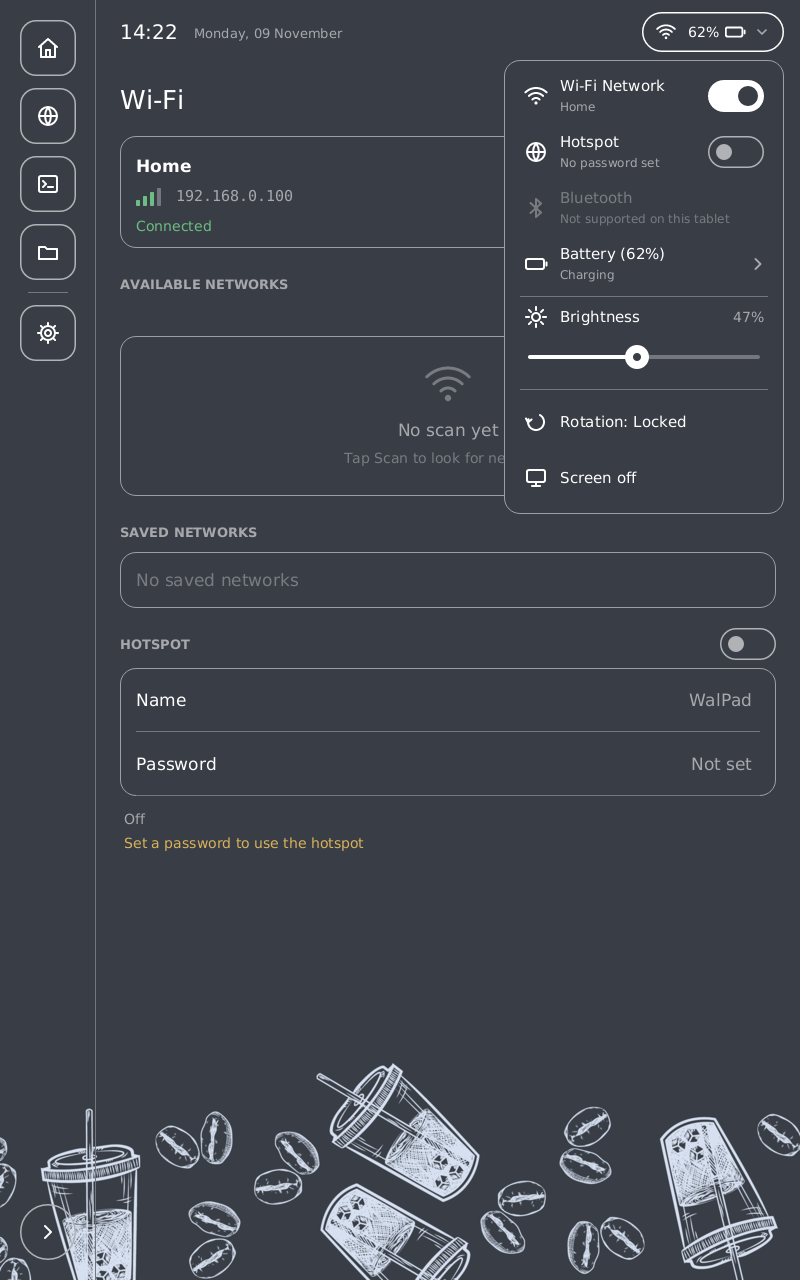 14:22 Monday, 09 November
62%
Wi-Fi
Home
192.168.0.100
Connected
AVAILABLE NETWORKS
No scan yet
Tap Scan to look for ne
SAVED NETWORKS
No saved networks
HOTSPOT
Name WalPad
Password Not set
Off
Set a password to use the hotspot
Wi-Fi Network
Home
Hotspot
No password set
Bluetooth
Not supported on this tablet
Battery (62%)
Charging
Brightness 47%
Rotation: Locked
Screen off